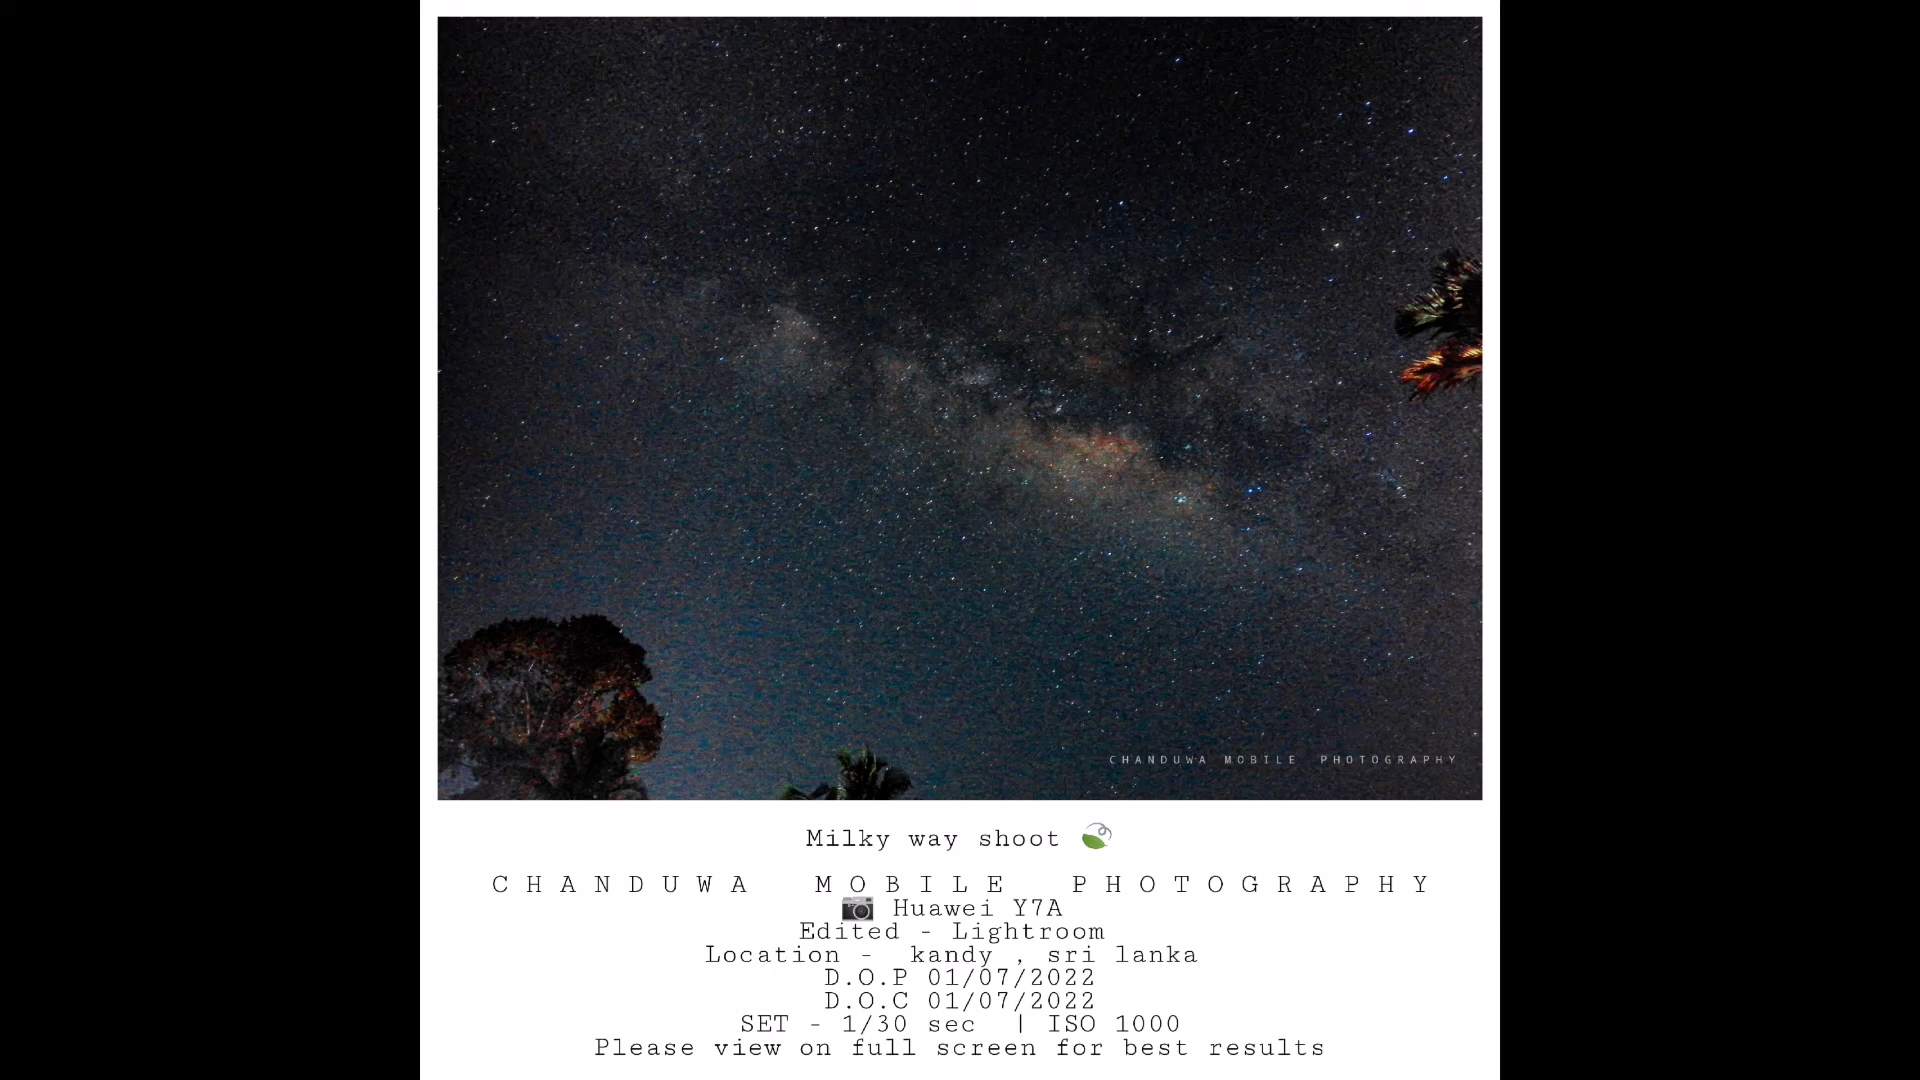 CHANDUWA MOBILE PHOTOGRAPHY
Milky way shoot 🍃
CHANDUWA MOBILE PHOTOGRAPHY
📷 Huawei Y7A
Edited - Lightroom
Location - kandy , sri lanka
D.O.P 01/07/2022
D.O.C 01/07/2022
SET - 1/30 sec | ISO 1000
Please view on full screen for best results